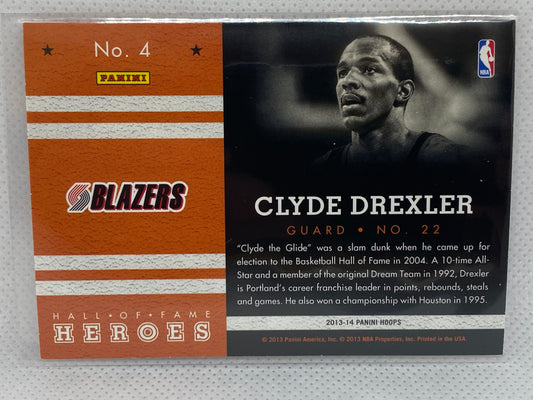 No. 4
PANINI
BLAZERS
HALL • OF • FAME
HEROES
NBA
CLYDE DREXLER
GUARD • NO. 22
"Clyde the Glide" was a slam dunk when he came up for
election to the Basketball Hall of Fame in 2004. A 10-time All-
Star and a member of the original Dream Team in 1992, Drexler
is Portland's career franchise leader in points, rebounds, steals
and games. He also won a championship with Houston in 1995.
2013-14 PANINI HOOPS
© 2013 Panini America, Inc. © 2013 NBA Properties, Inc. Printed in the USA.